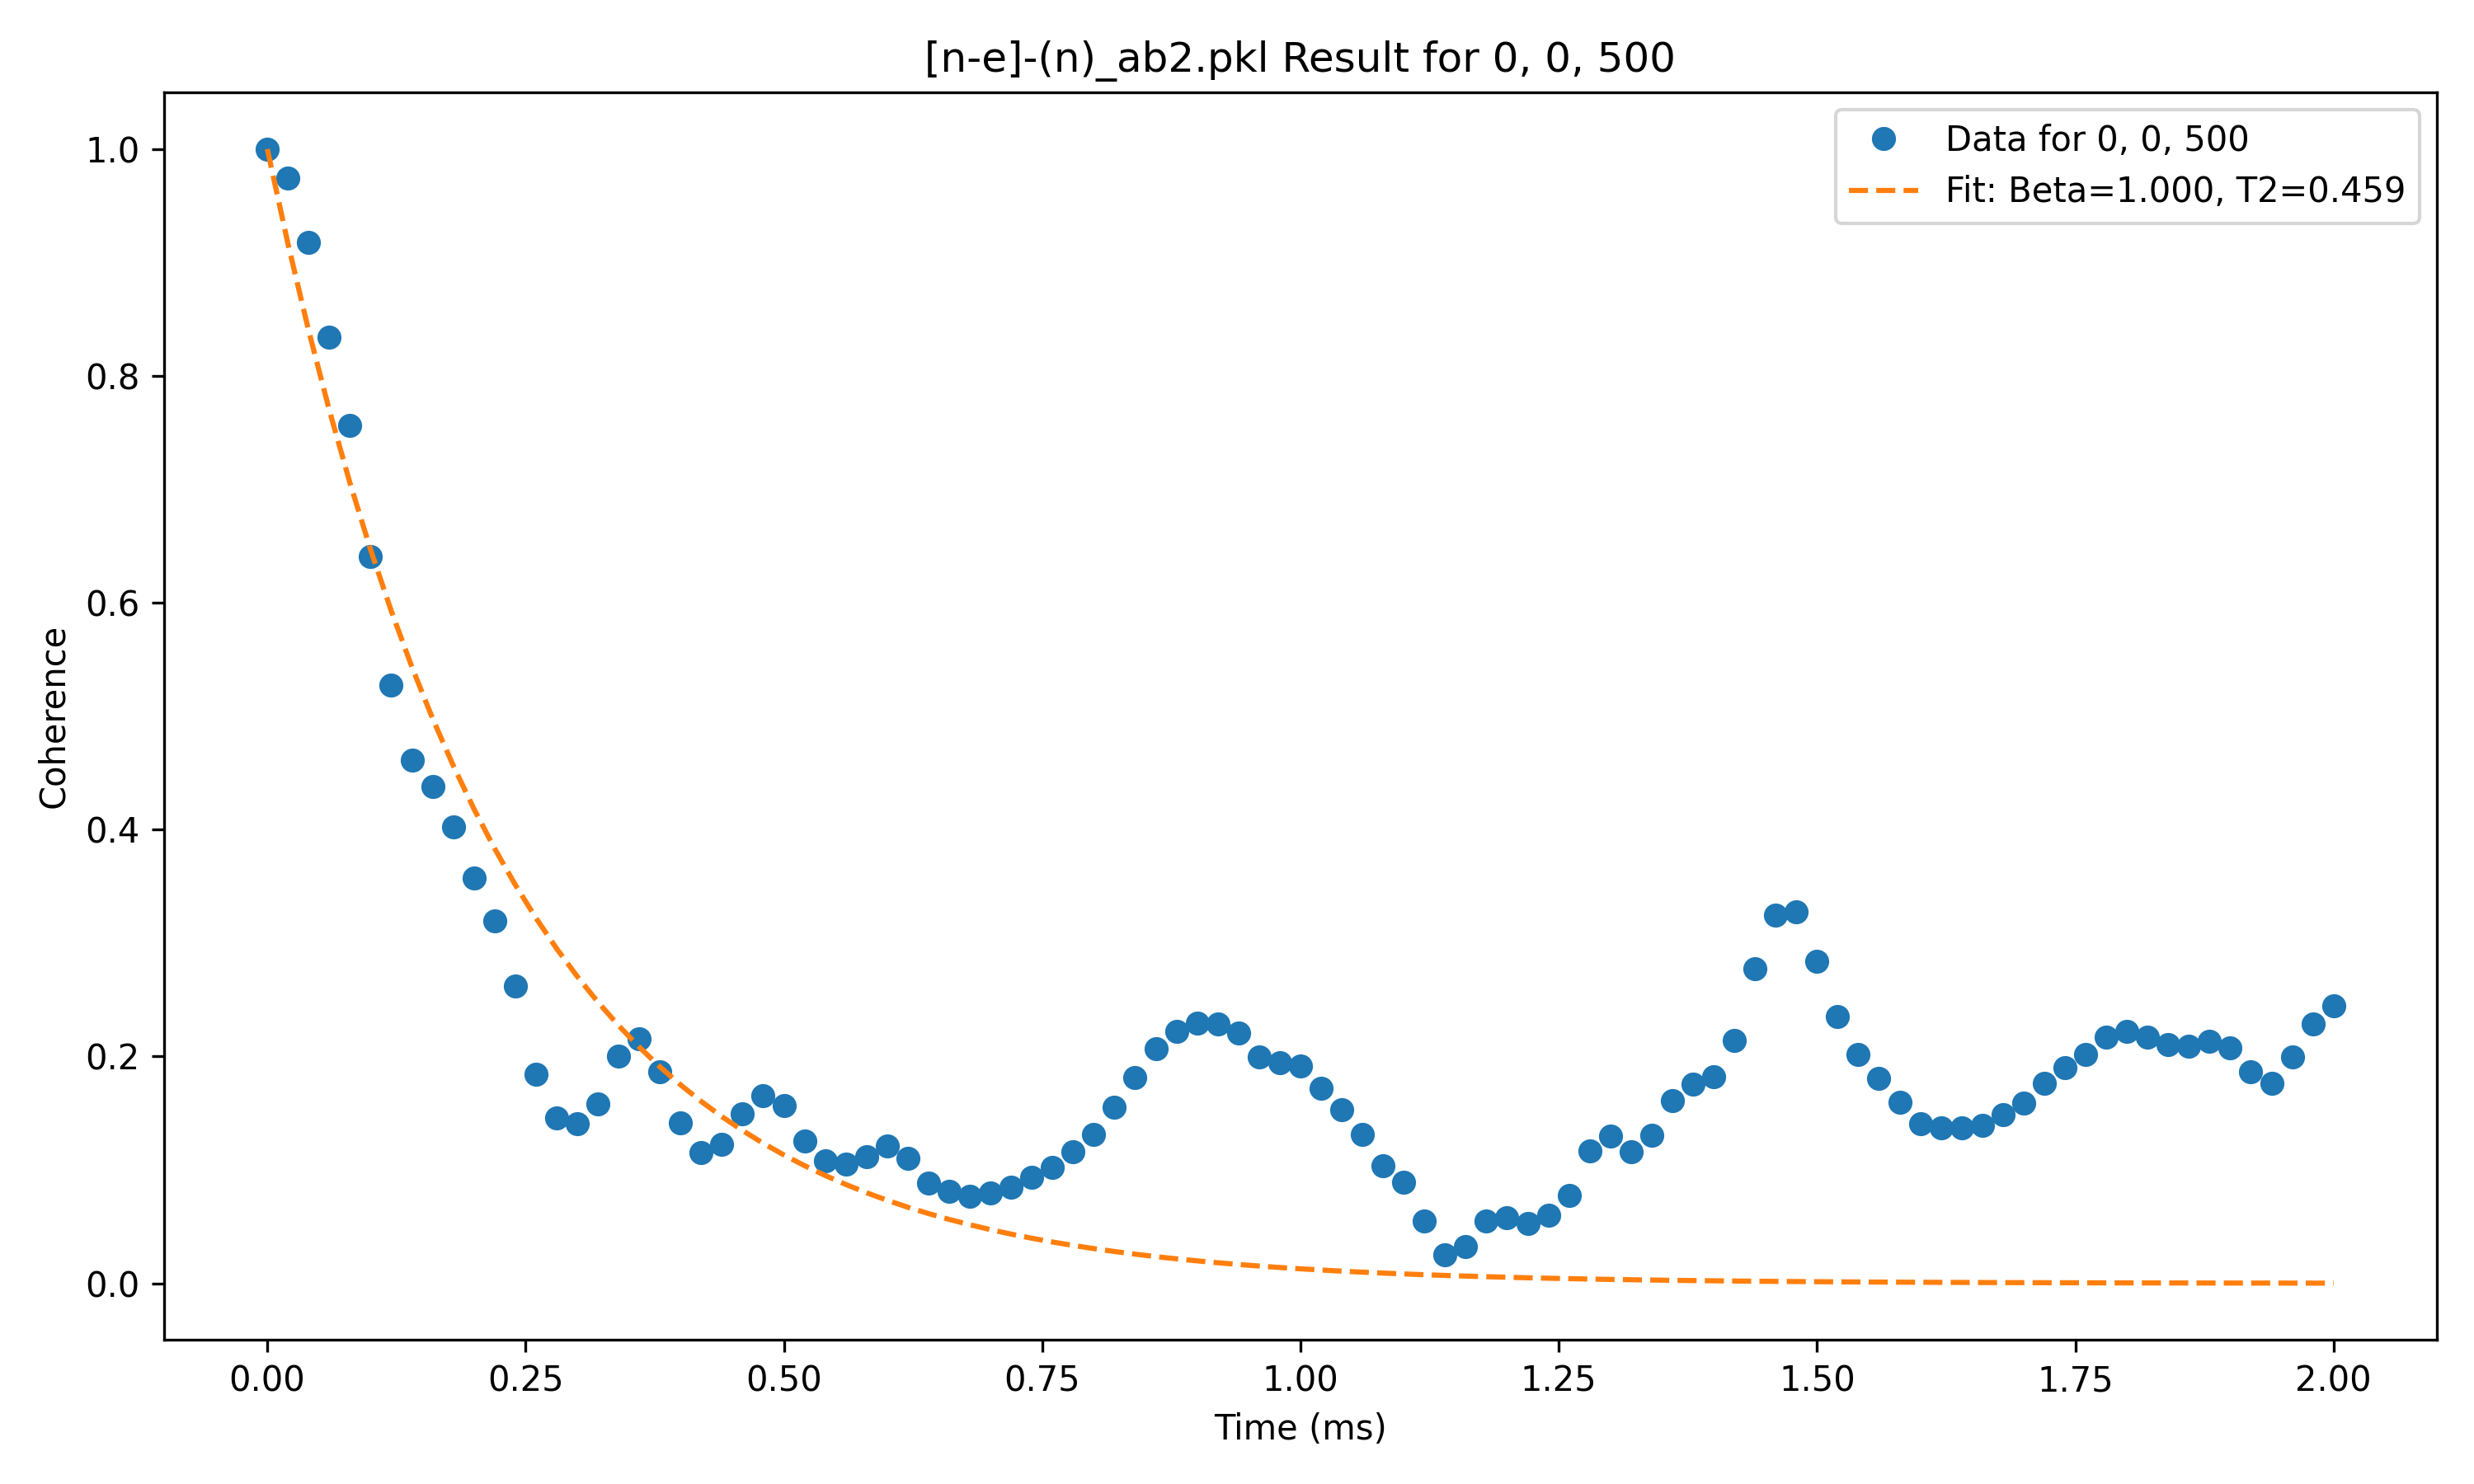 [n-e]-(n)_ab2.pkl Result for 0, 0, 500
Data for 0, 0, 500
Fit: Beta=1.000, T2=0.459
Coherence
1.0
0.8
0.6
0.4
0.2
0.0
0.00 0.25 0.50 0.75 1.00 1.25 1.50 1.75 2.00
Time (ms)